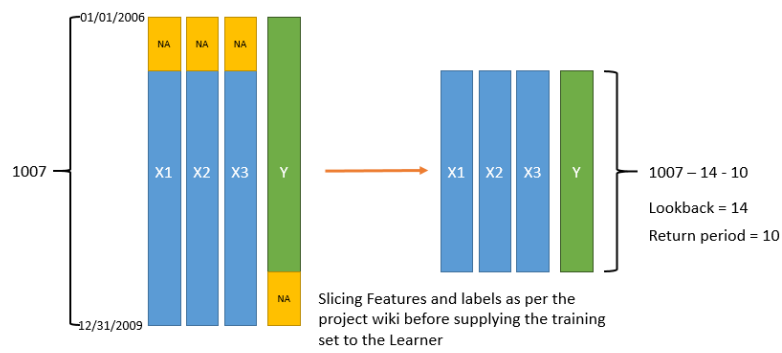 01/01/2006
NA NA NA
1007
X1 X2 X3 Y
X1 X2 X3 Y
1007 – 14 - 10
Lookback = 14
Return period = 10
NA
12/31/2009
Slicing Features and labels as per the
project wiki before supplying the training
set to the Learner